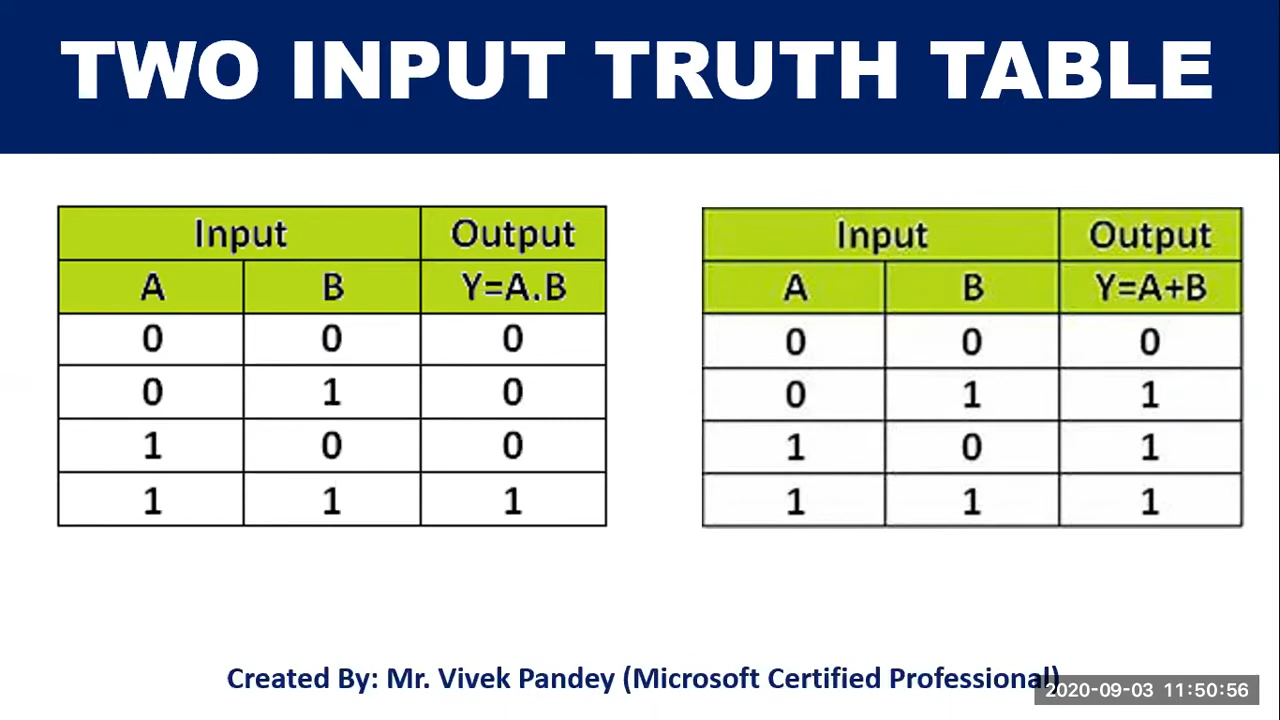 TWO INPUT TRUTH TABLE
Input Output
A B Y=A.B
0 0 0
0 1 0
1 0 0
1 1 1
Input Output
A B Y=A+B
0 0 0
0 1 1
1 0 1
1 1 1
Created By: Mr. Vivek Pandey (Microsoft Certified Professional)
2020-09-03 11:50:56